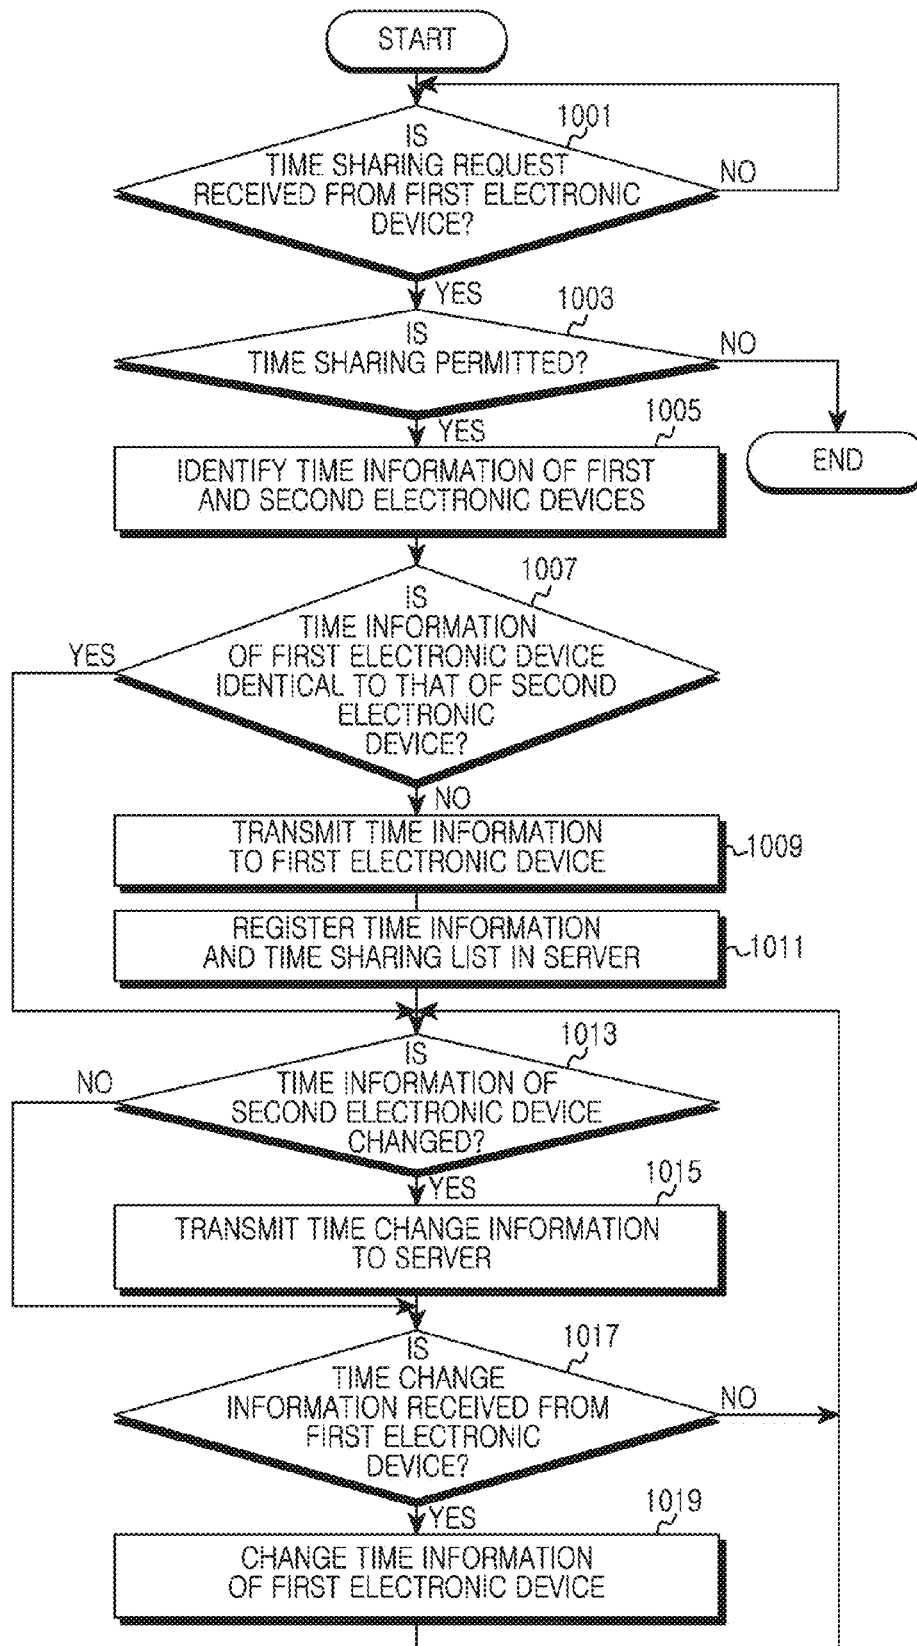 START
1001
IS
TIME SHARING REQUEST
RECEIVED FROM FIRST ELECTRONIC
DEVICE?
NO
YES
1003
IS
TIME SHARING PERMITTED?
NO
YES
1005
IDENTIFY TIME INFORMATION OF FIRST
AND SECOND ELECTRONIC DEVICES
END
1007
IS
TIME INFORMATION
OF FIRST ELECTRONIC DEVICE
IDENTICAL TO THAT OF SECOND
ELECTRONIC
DEVICE?
YES
NO
TRANSMIT TIME INFORMATION
TO FIRST ELECTRONIC DEVICE
1009
REGISTER TIME INFORMATION
AND TIME SHARING LIST IN SERVER
1011
1013
IS
TIME INFORMATION OF
SECOND ELECTRONIC DEVICE
CHANGED?
NO
YES
1015
TRANSMIT TIME CHANGE INFORMATION
TO SERVER
1017
IS
TIME CHANGE
INFORMATION RECEIVED FROM
FIRST ELECTRONIC
DEVICE?
NO
YES
1019
CHANGE TIME INFORMATION
OF FIRST ELECTRONIC DEVICE